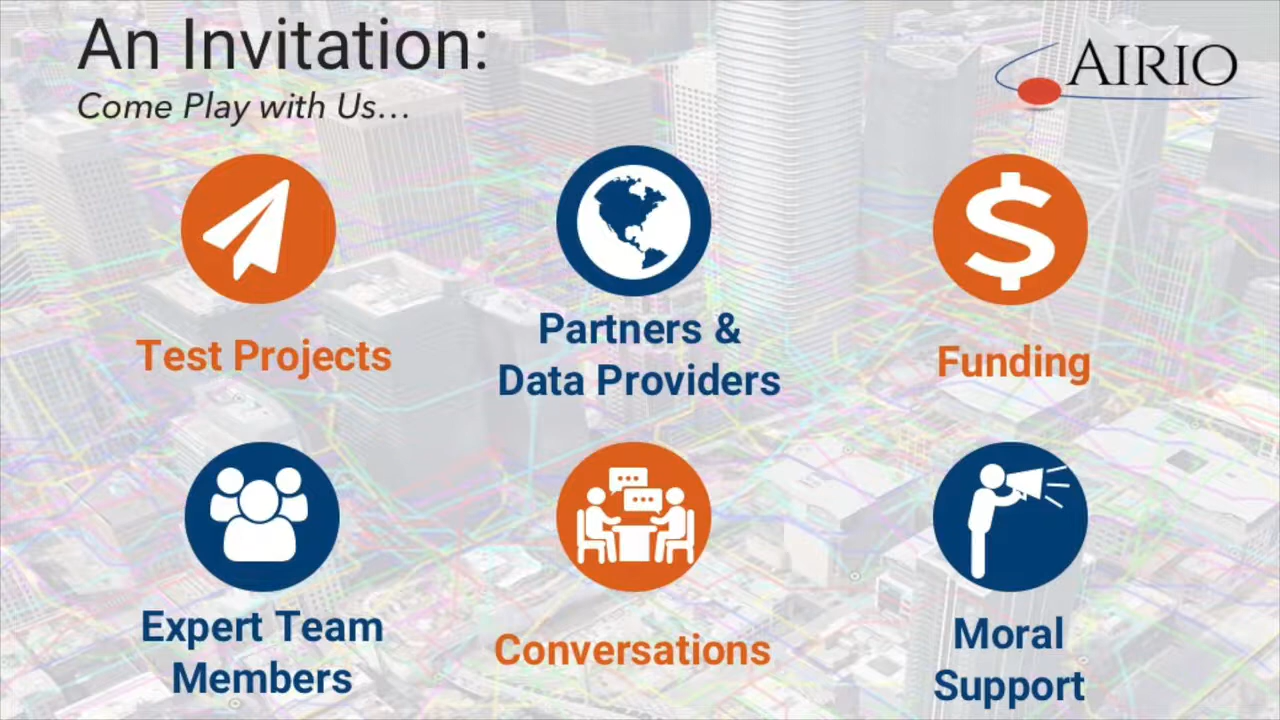 An Invitation:
Come Play with Us...
AIRIO
Test Projects
Partners &
Data Providers
$
Funding
Expert Team
Members
Conversations
Moral
Support